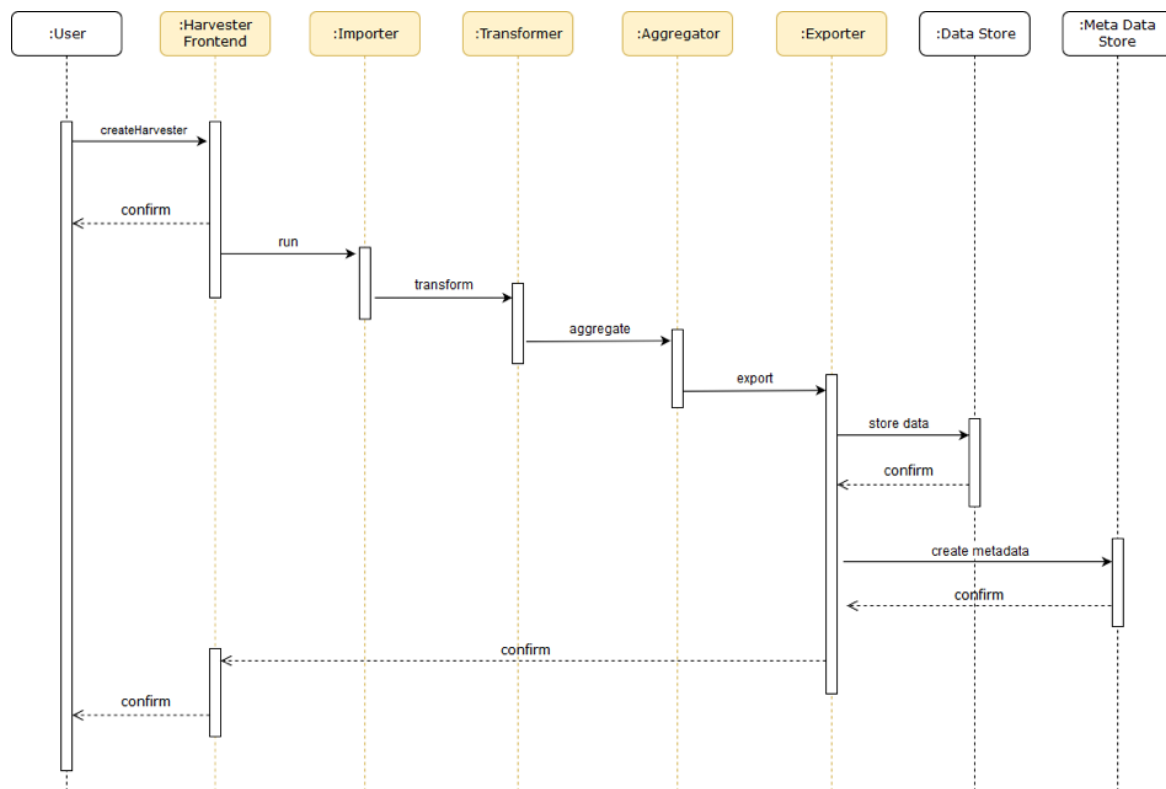 :User
:Harvester
Frontend
:Importer
:Transformer
:Aggregator
:Exporter
:Data Store
:Meta Data
Store
createHarvester
confirm
run
transform
aggregate
export
store data
confirm
create metadata
confirm
confirm
confirm